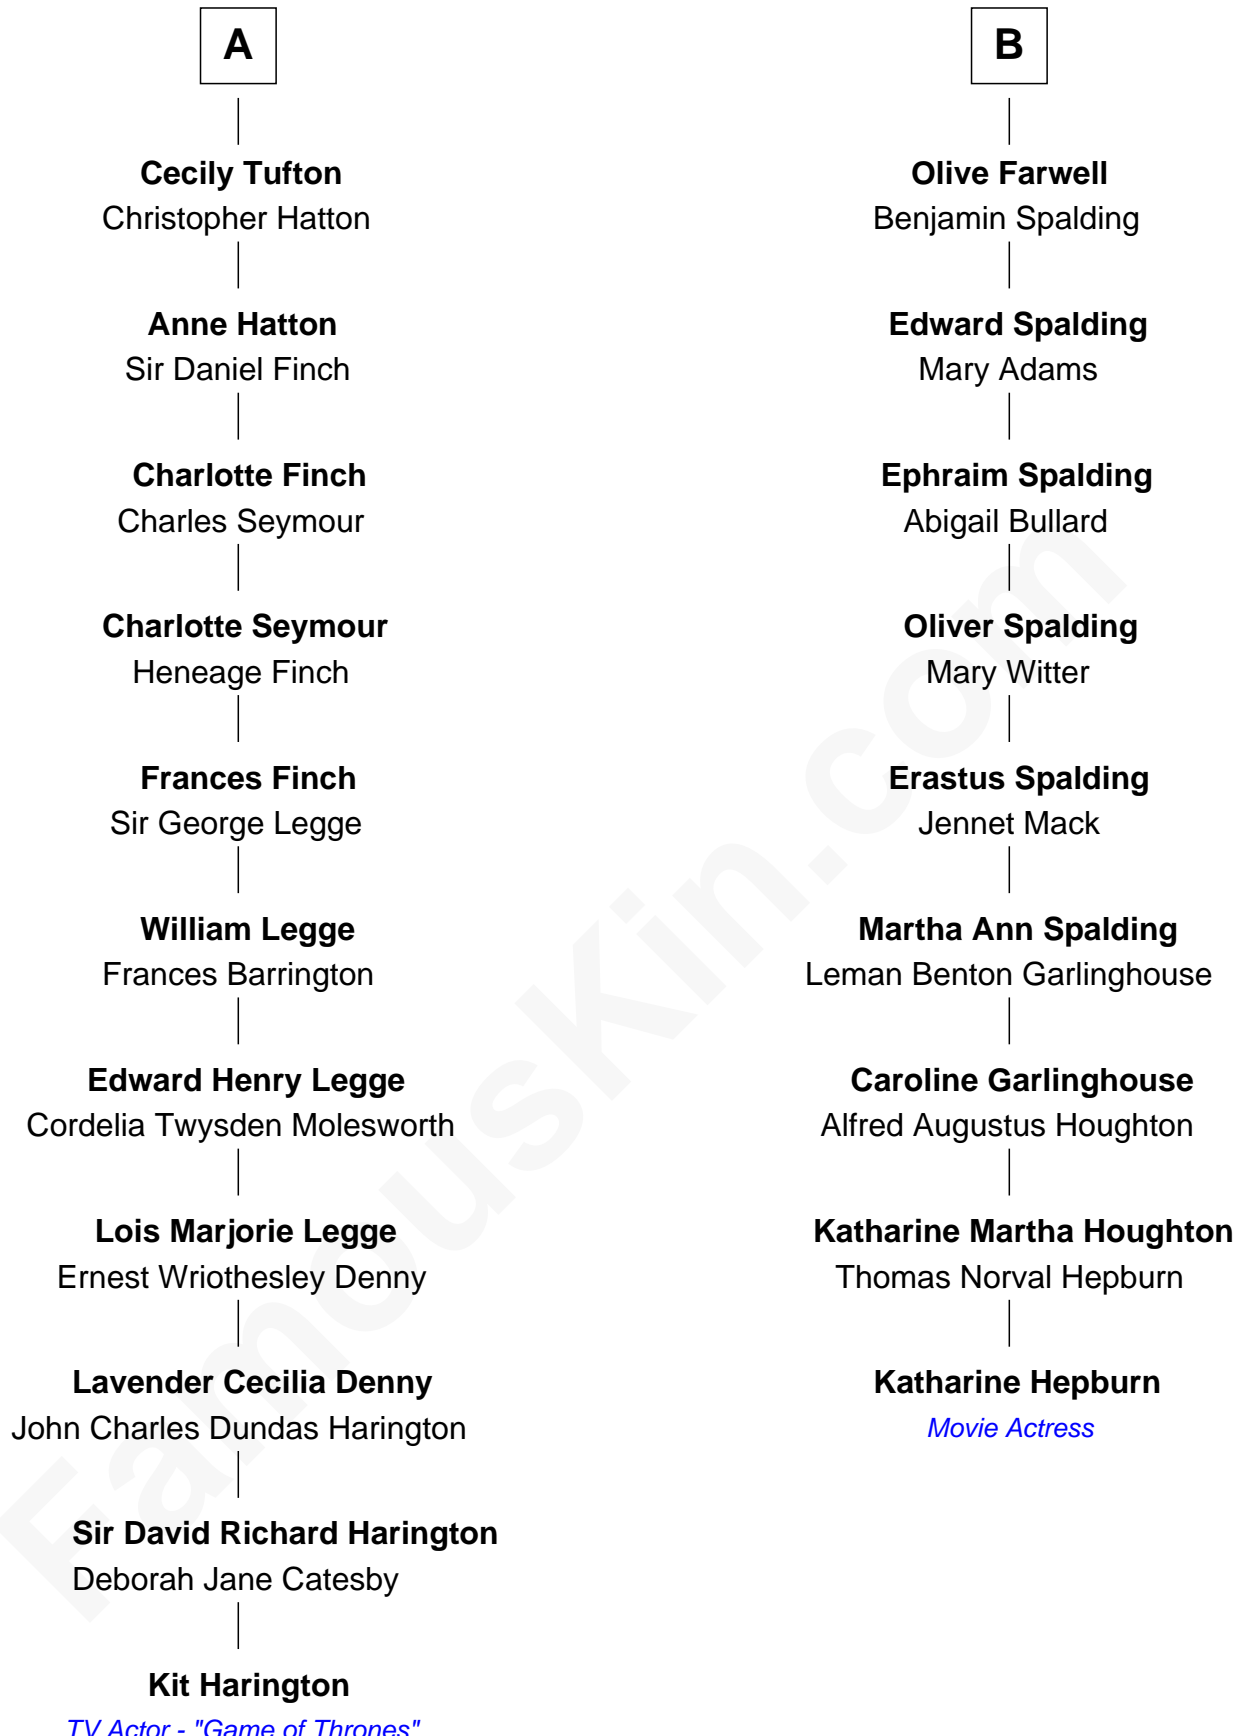 A
Cecily Tufton
Christopher Hatton
Anne Hatton
Sir Daniel Finch
Charlotte Finch
Charles Seymour
Charlotte Seymour
Heneage Finch
Frances Finch
Sir George Legge
William Legge
Frances Barrington
Edward Henry Legge
Cordelia Twysden Molesworth
Lois Marjorie Legge
Ernest Wriothesley Denny
Lavender Cecilia Denny
John Charles Dundas Harington
Sir David Richard Harington
Deborah Jane Catesby
Kit Harington
TV Actor - "Game of Thrones"
B
Olive Farwell
Benjamin Spalding
Edward Spalding
Mary Adams
Ephraim Spalding
Abigail Bullard
Oliver Spalding
Mary Witter
Erastus Spalding
Jennet Mack
Martha Ann Spalding
Leman Benton Garlinghouse
Caroline Garlinghouse
Alfred Augustus Houghton
Katharine Martha Houghton
Thomas Norval Hepburn
Katharine Hepburn
Movie Actress
FamousKin.com